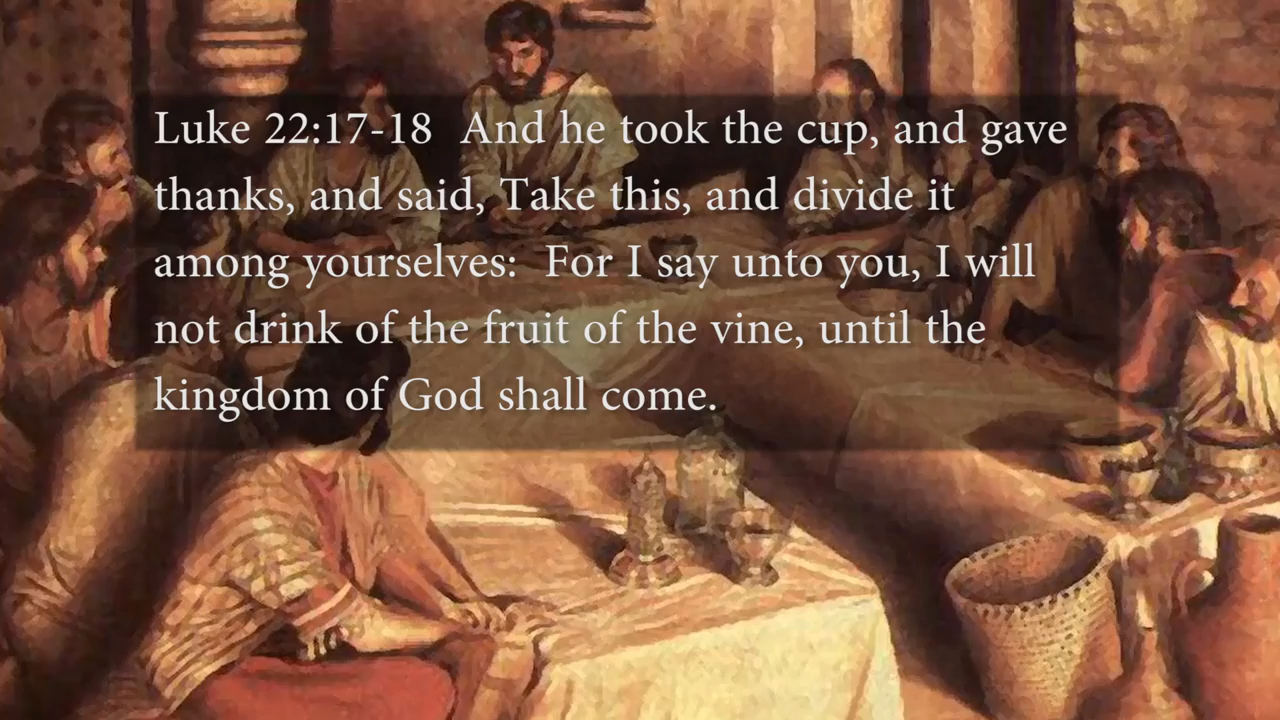 Luke 22:17-18  And he took the cup, and gave
thanks, and said, Take this, and divide it
among yourselves:  For I say unto you, I will
not drink of the fruit of the vine, until the
kingdom of God shall come.